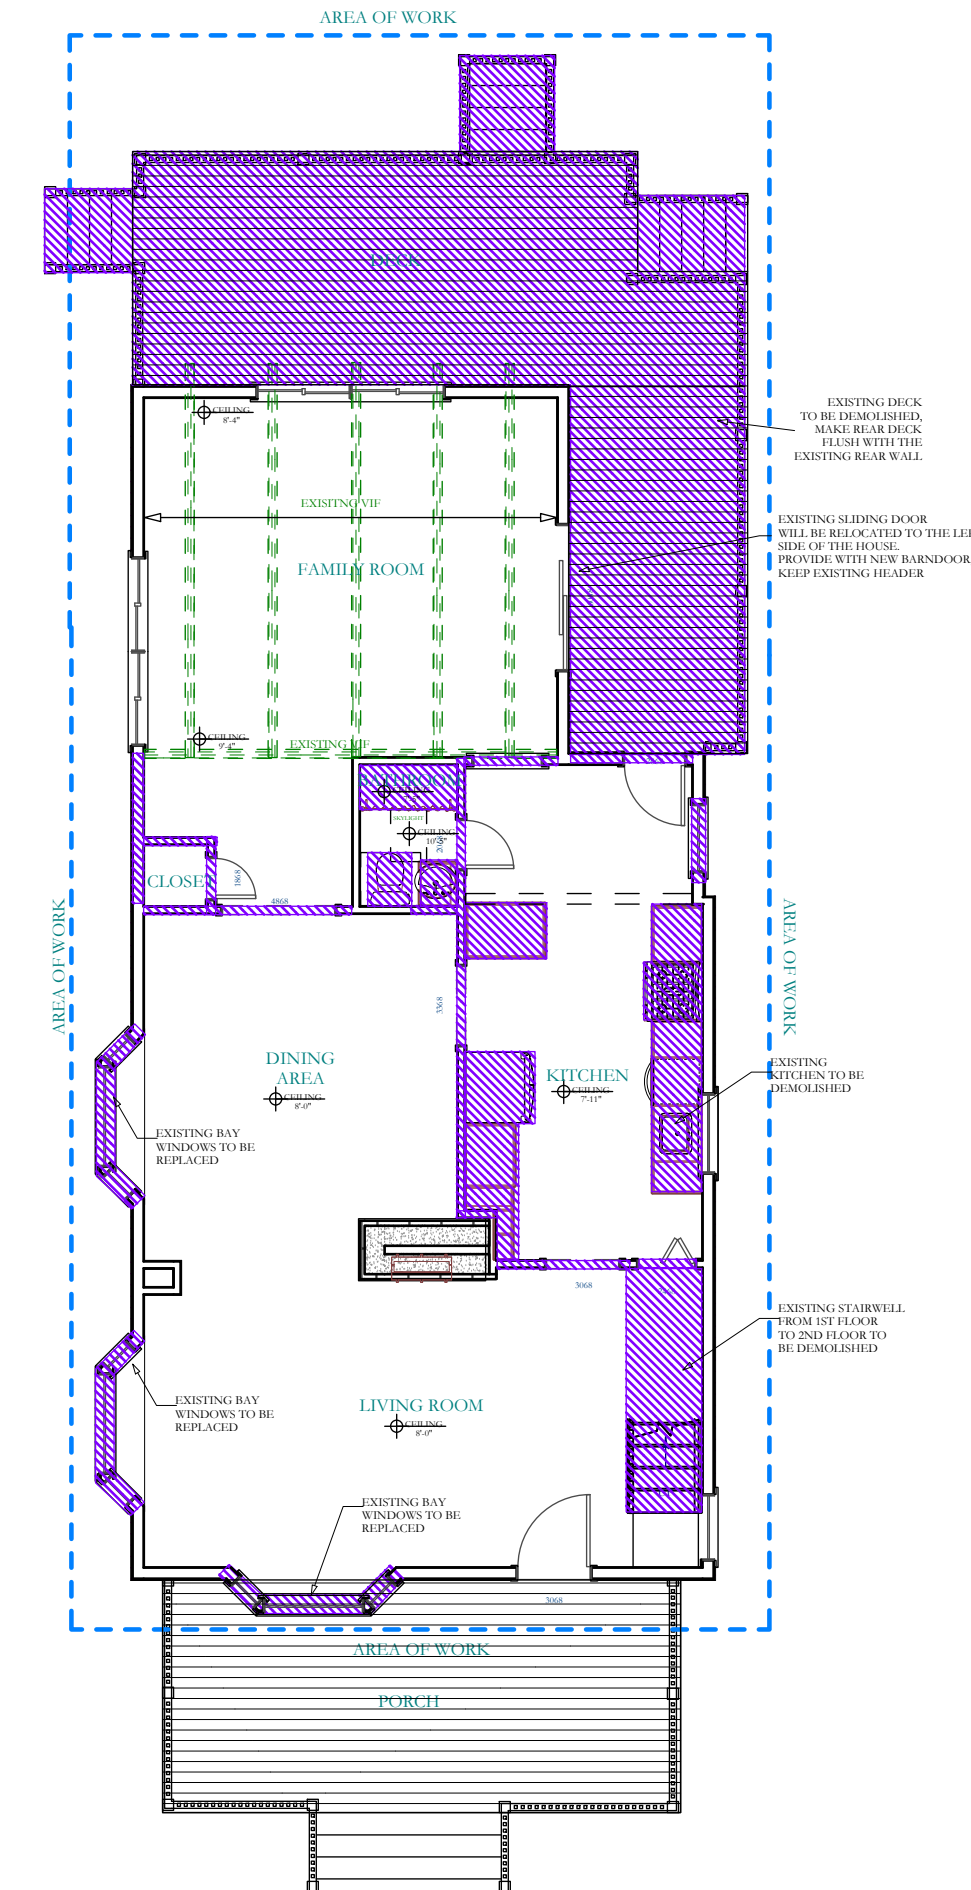 AREA OF WORK
DECK
CEILING
8'-4"
EXISTING DECK
TO BE DEMOLISHED,
MAKE REAR DECK
FLUSH WITH THE
EXISTING REAR WALL
EXISITNG VIF
EXISTING SLIDING DOOR
WILL BE RELOCATED TO THE LEF
SIDE OF THE HOUSE.
PROVIDE WITH NEW BARNDOOR
KEEP EXISTING HEADER
FAMILY ROOM
CEILING
9'-4"
EXISTING VIF
BATHROOM
SKYLIGHT
CEILING
10'-5"
2068
CLOSET
1868
4868
AREA OF WORK
AREA OF WORK
3368
DINING
AREA
CEILING
8'-0"
KITCHEN
CEILING
7'-11"
EXISTING
KITCHEN TO BE
DEMOLISHED
EXISTING BAY
WINDOWS TO BE
REPLACED
3068
EXISTING STAIRWELL
FROM 1ST FLOOR
TO 2ND FLOOR TO
BE DEMOLISHED
EXISTING BAY
WINDOWS TO BE
REPLACED
LIVING ROOM
CEILING
8'-0"
EXISTING BAY
WINDOWS TO BE
REPLACED
3068
AREA OF WORK
PORCH